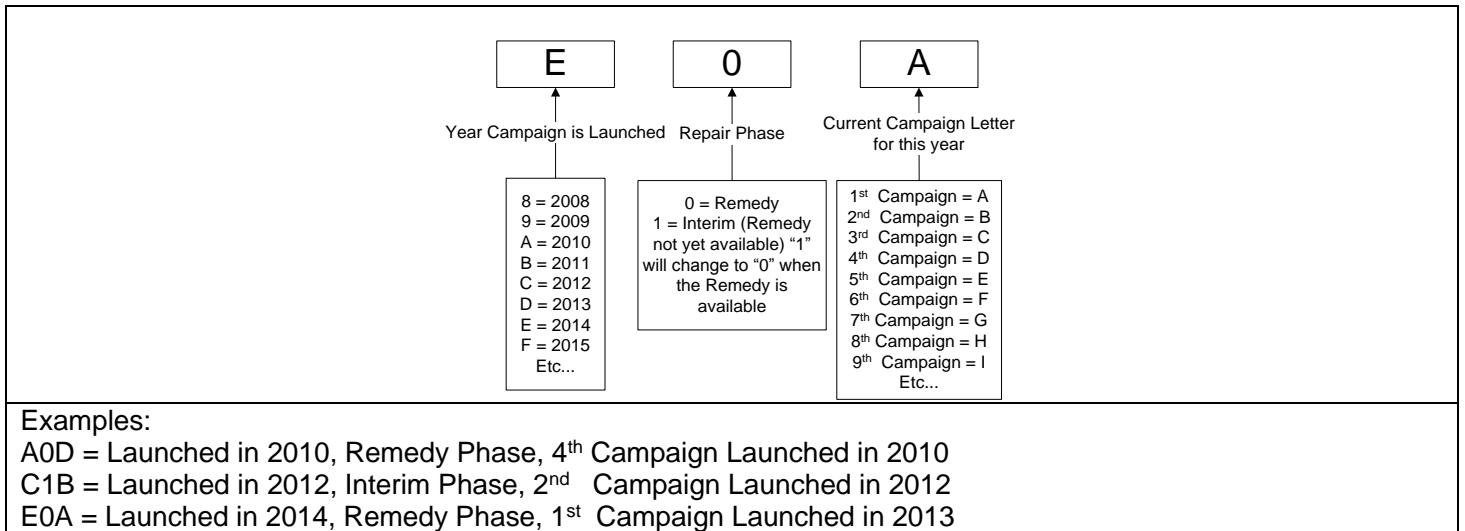 E 0 A
Year Campaign is Launched
Repair Phase
Current Campaign Letter
for this year
8 = 2008
9 = 2009
A = 2010
B = 2011
C = 2012
D = 2013
E = 2014
F = 2015
Etc...
0 = Remedy
1 = Interim (Remedy
not yet available) “1”
will change to “0” when
the Remedy is
available
1st Campaign = A
2nd Campaign = B
3rd Campaign = C
4th Campaign = D
5th Campaign = E
6th Campaign = F
7th Campaign = G
8th Campaign = H
9th Campaign = I
Etc...
Examples:
A0D = Launched in 2010, Remedy Phase, 4th Campaign Launched in 2010
C1B = Launched in 2012, Interim Phase, 2nd Campaign Launched in 2012
E0A = Launched in 2014, Remedy Phase, 1st Campaign Launched in 2013